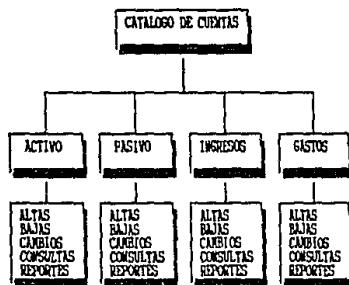 CATALOGO DE CUENTAS
ACTIVO
PASIVO
INGRESOS
GASTOS
ALTAS
BAJAS
CAMBIOS
CONSULTAS
REPORTES
ALTAS
BAJAS
CAMBIOS
CONSULTAS
REPORTES
ALTAS
BAJAS
CAMBIOS
CONSULTAS
REPORTES
ALTAS
BAJAS
CAMBIOS
CONSULTAS
REPORTES